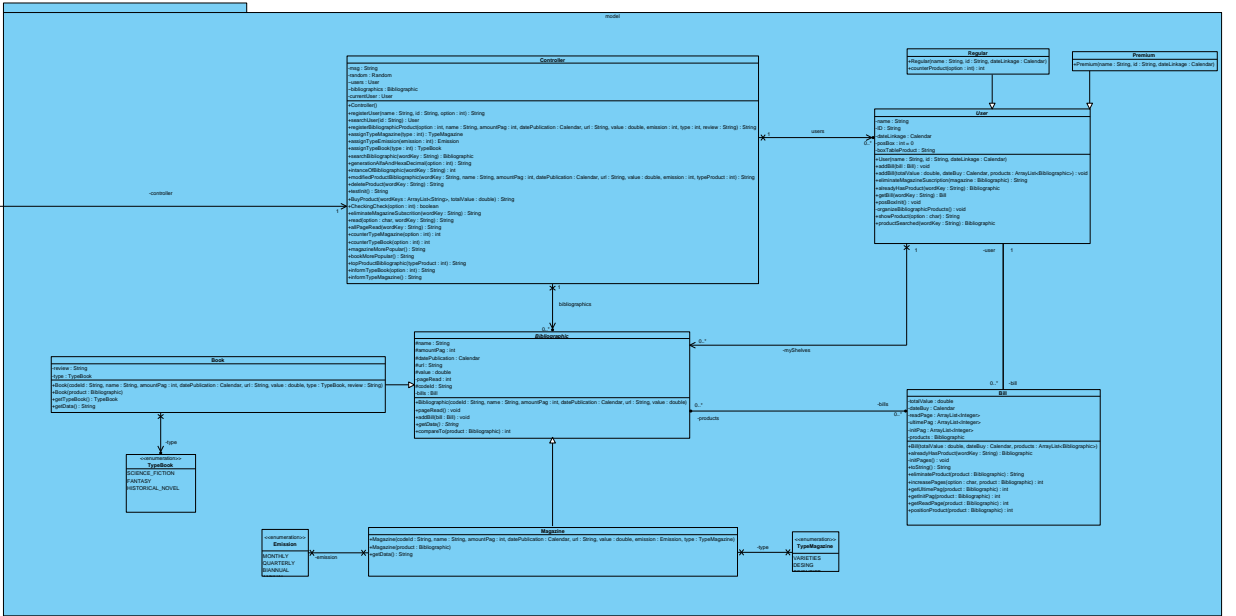 model
Controller
-msg : String
-random : Random
-users : User
-bibliographics : Bibliographic
-currentUser : User
+Controller()
+registerUser(name : String, id : String, option : int) : String
+searchUser(id : String) : User
+registerBibliographicProduct(option : int, name : String, amountPag : int, datePublication : Calendar, url : String, value : double, emission : int, type : int, review : String) : String
+assignTypeMagazine(type : int) : TypeMagazine
+assignTypeEmission(emission : int) : Emission
+assignTypeBook(type : int) : TypeBook
+searchBibliographic(wordKey : String) : Bibliographic
+generationAlfaAndHexaDecimal(option : int) : String
+intanceOfBibliographic(wordKey : String) : int
+modifiedProductBibliographic(wordKey : String, name : String, amountPag : int, datePublication : Calendar, url : String, value : double, emission : int, typeProduct : int) : String
+deleteProduct(wordKey : String) : String
+testInit() : String
+BuyProduct(wordKeys : ArrayList<String>, totalValue : double) : String
+CheckingCheck(option : int) : boolean
+eliminateMagazineSubscrition(wordKey : String) : String
+read(option : char, wordKey : String) : String
+allPageRead(wordKey : String) : String
+counterTypeMagazine(option : int) : int
+counterTypeBook(option : int) : int
+magazineMorePopular() : String
+bookMorePopular() : String
+topProductBibliographic(typeProduct : int) : String
+informTypeBook(option : int) : String
+informTypeMagazine() : String
-controller
1
Regular
+Regular(name : String, id : String, dateLinkage : Calendar)
+counterProduct(option : int) : int
Premium
+Premium(name : String, id : String, dateLinkage : Calendar)
1
users
0..*
User
-name : String
-ID : String
-dateLinkage : Calendar
-posBox : int = 0
-boxTableProduct : String
+User(name : String, id : String, dateLinkage : Calendar)
+addBill(bill : Bill) : void
+addBill(totalValue : double, dateBuy : Calendar, products : ArrayList<Bibliographic>) : void
+eliminateMagazineSuscription(magazine : Bibliographic) : String
+alreadyHasProduct(wordKey : String) : Bibliographic
+getBill(wordKey : String) : Bill
+posBoxInit() : void
-organizeBibliographicProducts() : void
+showProduct(option : char) : String
+productSearched(wordKey : String) : Bibliographic
1
-user
1
1
bibliographics
0..*
Bibliographic
#name : String
#amountPag : int
#datePublication : Calendar
#url : String
#value : double
-pageRead : int
#codeId : String
-bills : Bill
+Bibliographic(codeId : String, name : String, amountPag : int, datePublication : Calendar, url : String, value : double)
+pageRead() : void
+addBill(bill : Bill) : void
+getData() : String
+compareTo(product : Bibliographic) : int
0..*
-myShelves
0..*
-products
-bills
0..*
0..*
-bill
Bill
-totalValue : double
-dateBuy : Calendar
-readPage : ArrayList<Integer>
-ultimePag : ArrayList<Integer>
-initPag : ArrayList<Integer>
-products : Bibliographic
+Bill(totalValue : double, dateBuy : Calendar, products : ArrayList<Bibliographic>)
+alreadyHasProduct(wordKey : String) : Bibliographic
-initPages() : void
+toString() : String
+eliminateProduct(product : Bibliographic) : String
+increasePages(option : char, product : Bibliographic) : int
+getUltimePag(product : Bibliographic) : int
+getInitPag(product : Bibliographic) : int
+getReadPage(product : Bibliographic) : int
+positionProduct(product : Bibliographic) : int
Book
-review : String
-type : TypeBook
+Book(codeId : String, name : String, amountPag : int, datePublication : Calendar, url : String, value : double, type : TypeBook, review : String)
+Book(product : Bibliographic)
+getTypeBook() : TypeBook
+getData() : String
-type
<<enumeration>>
TypeBook
SCIENCE_FICTION
FANTASY
HISTORICAL_NOVEL
<<enumeration>>
Emission
MONTHLY
QUARTERLY
BIANNUAL
-emission
Magazine
+Magazine(codeId : String, name : String, amountPag : int, datePublication : Calendar, url : String, value : double, emission : Emission, type : TypeMagazine)
+Magazine(product : Bibliographic)
+getData() : String
-type
<<enumeration>>
TypeMagazine
VARIETIES
DESING